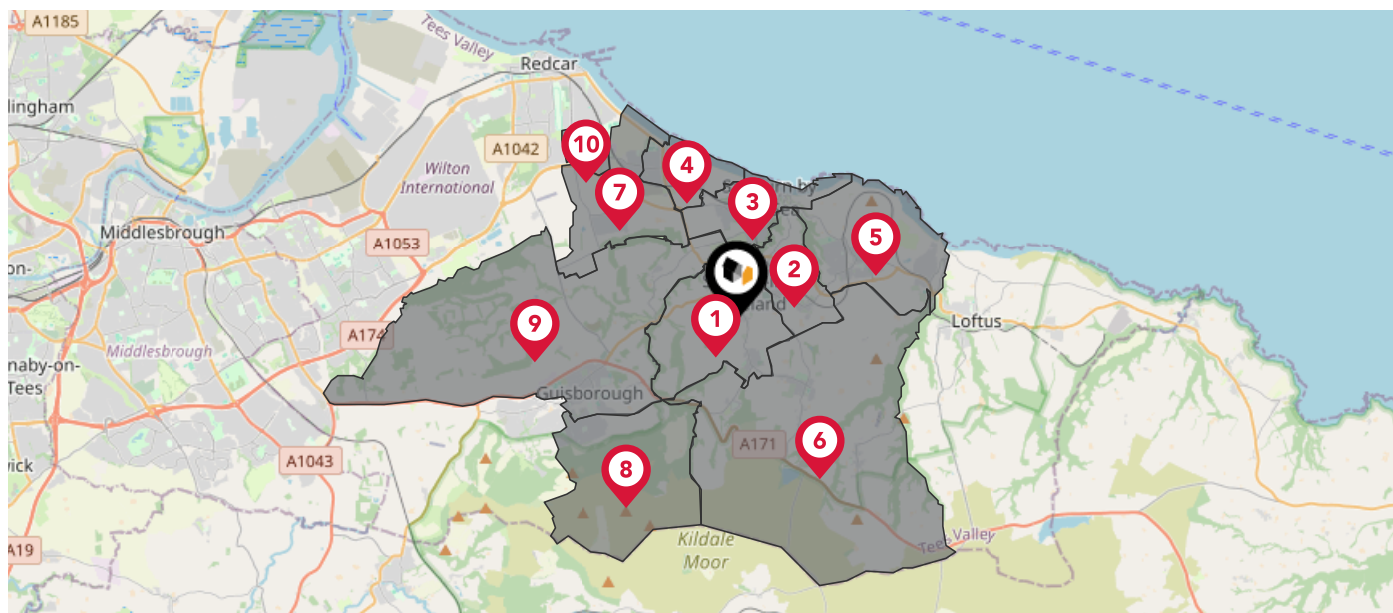 A1185
Tees Valley
Redcar
lingham
A1042
10
4
Wilton
International
7
3
Middlesbrough
A1053
5
on-
2
1
land
Loftus
A174
9
Middlesbrough
naby-on-
Tees
Guisborough
6
A171
A1043
8
wick
A19
Kildale
Moor
Tees Valley